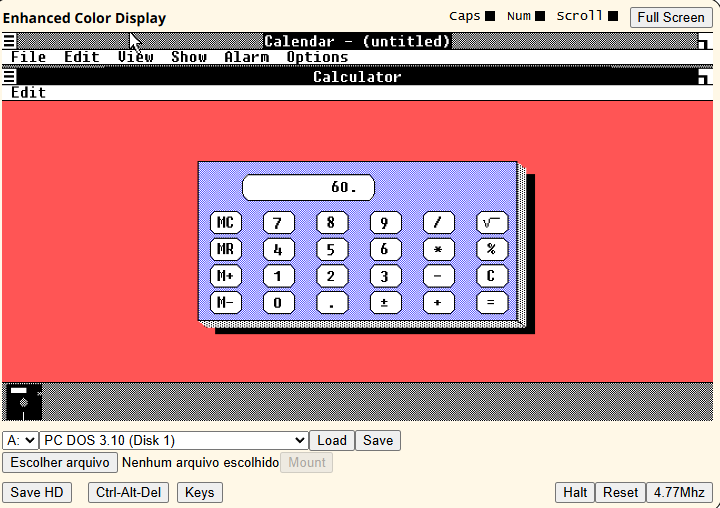 Enhanced Color Display Caps Num Scroll Full Screen
Calendar - (untitled)
File Edit View Show Alarm Options
Calculator
Edit
60.
MC 7 8 9 / √
MR 4 5 6 * %
M+ 1 2 3 - C
M- 0 . ± + =
A: PC DOS 3.10 (Disk 1) Load Save
Escolher arquivo Nenhum arquivo escolhido Mount
Save HD Ctrl-Alt-Del Keys Halt Reset 4.77Mhz